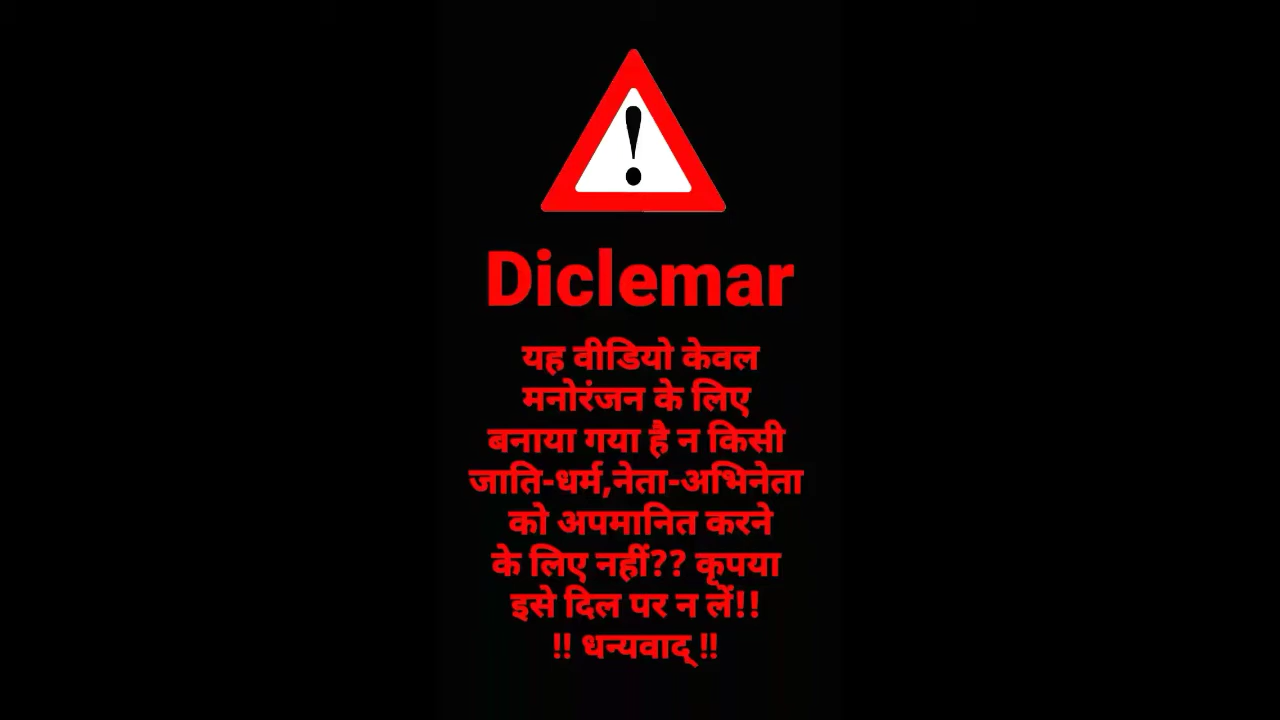 Diclemar
यह वीडियो केवल
मनोरंजन के लिए
बनाया गया है न किसी
जाति-धर्म,नेता-अभिनेता
को अपमानित करने
के लिए नहीं?? कृपया
इसे दिल पर न लें!!
!! धन्यवाद् !!